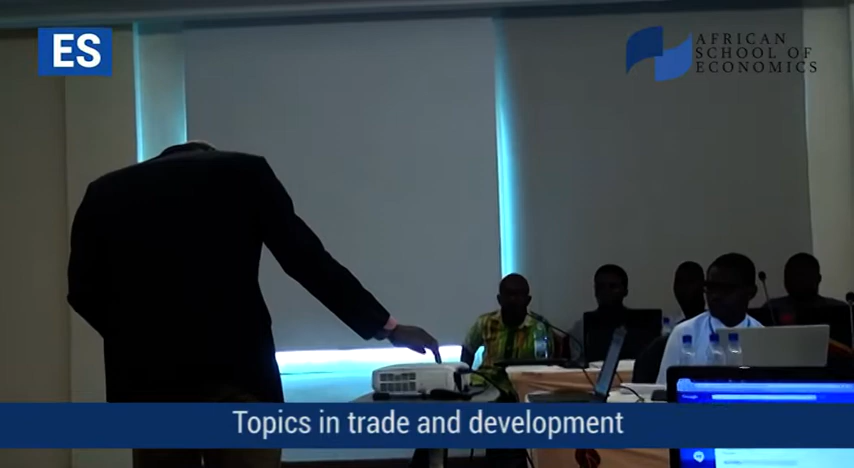 ES
AFRICAN
SCHOOL OF
ECONOMICS
Topics in trade and development